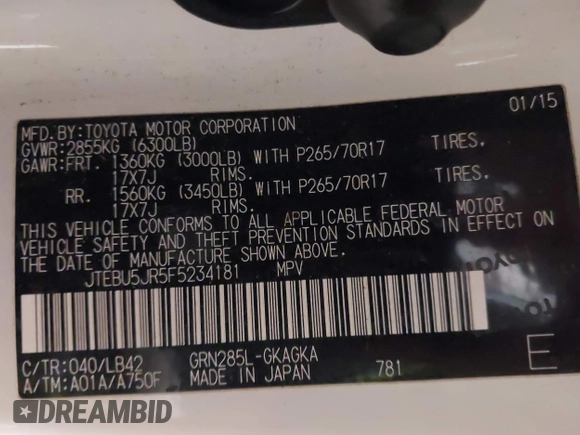 01/15
MFD.BY:TOYOTA MOTOR CORPORATION
GVWR:2855KG (6300LB)
GAWR:FRT. 1360KG (3000LB) WITH P265/70R17 TIRES.
17X7J RIMS.
RR. 1560KG (3450LB) WITH P265/70R17 TIRES.
17X7J RIMS.
THIS VEHICLE CONFORMS TO ALL APPLICABLE FEDERAL MOTOR
VEHICLE SAFETY AND THEFT PREVENTION STANDARDS IN EFFECT ON
THE DATE OF MANUFACTURE SHOWN ABOVE.
JTEBU5JR5F5234181 MPV
C/TR:040/LB42 GRN285L-GKAGKA
A/TM:A01A/A750F MADE IN JAPAN 781 E
DREAMBID